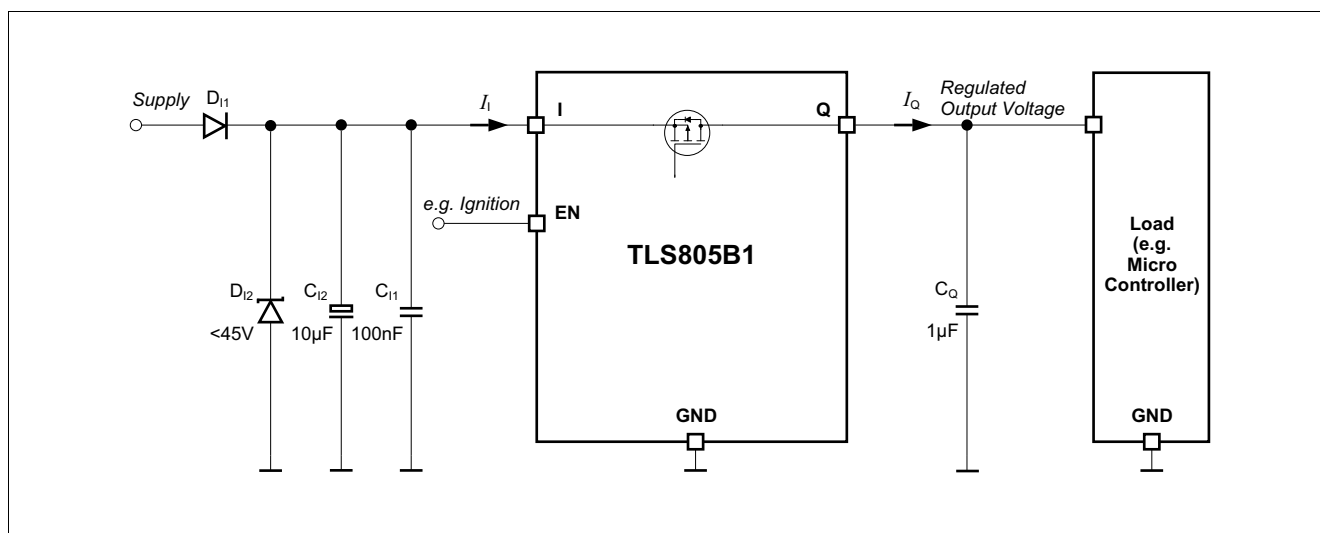 Supply
D_I1
I_I
I
Q
I_Q
Regulated
Output Voltage
e.g. Ignition
EN
TLS805B1
Load
(e.g.
Micro
Controller)
D_I2
<45V
C_I2
10µF
C_I1
100nF
C_Q
1µF
GND
GND